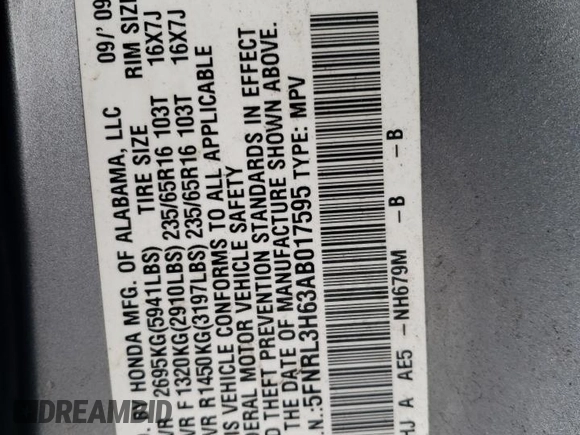 HONDA MFG. OF ALABAMA, LLC 09/'09
2695KG(5941LBS) TIRE SIZE RIM SIZE
F 1320KG(2910LBS) 235/65R16 103T 16X7J
R1450KG(3197LBS) 235/65R16 103T 16X7J
VEHICLE CONFORMS TO ALL APPLICABLE
MOTOR VEHICLE SAFETY
THEFT PREVENTION STANDARDS IN EFFECT
THE DATE OF MANUFACTURE SHOWN ABOVE.
.:5FNRL3H63AB017595 TYPE: MPV
HJ A AE5 -NH679M -B -B
DREAMBID